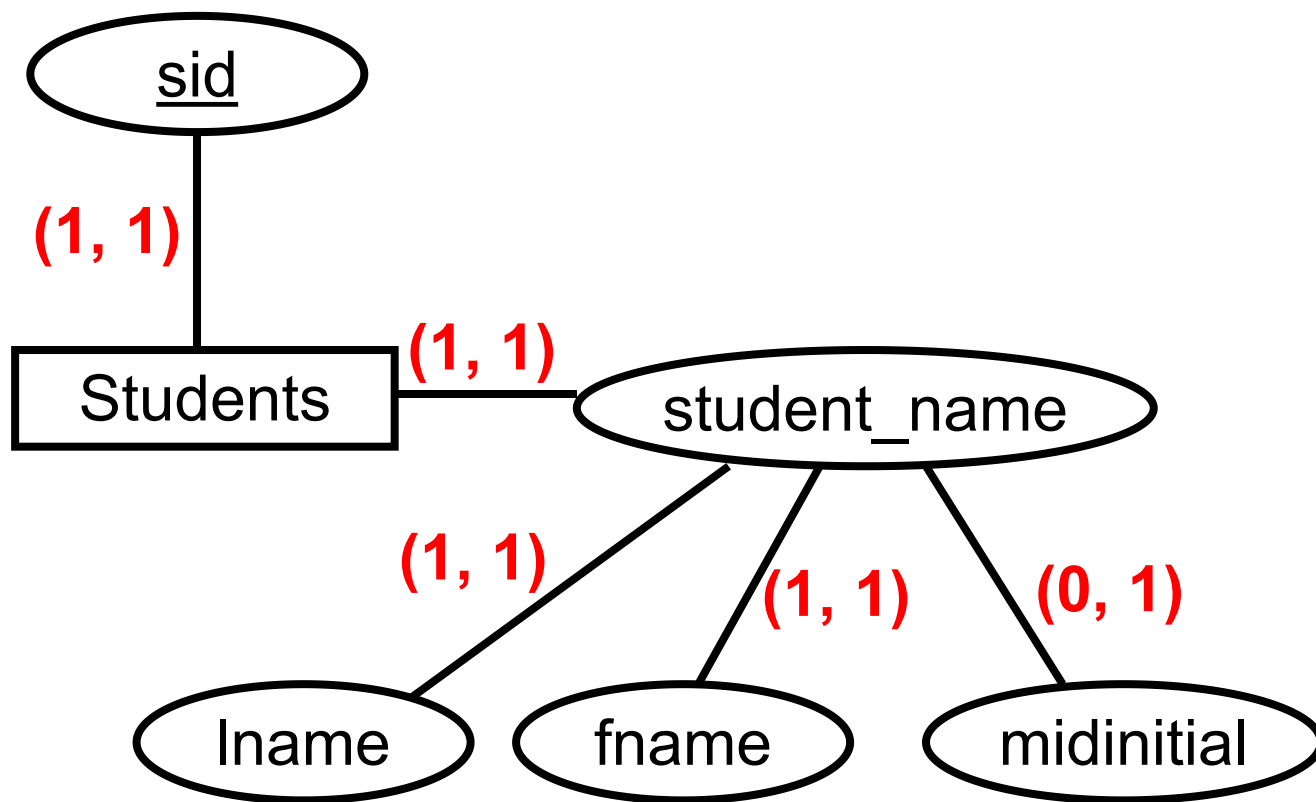 sid
(1, 1)
(1, 1)
Students
student_name
(1, 1)
(1, 1)
(0, 1)
lname
fname
midinitial